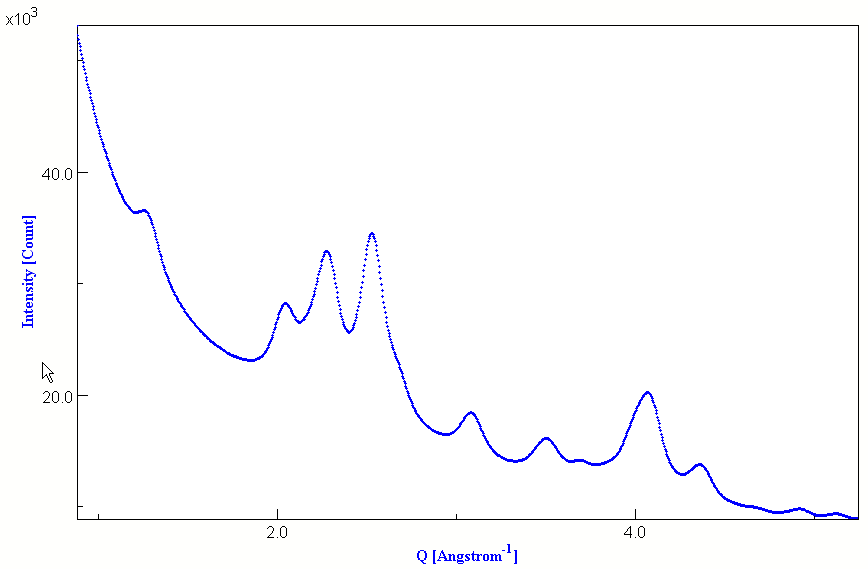 x10³
40.0
Intensity [Count]
20.0
2.0 4.0
Q [Angstrom⁻¹]